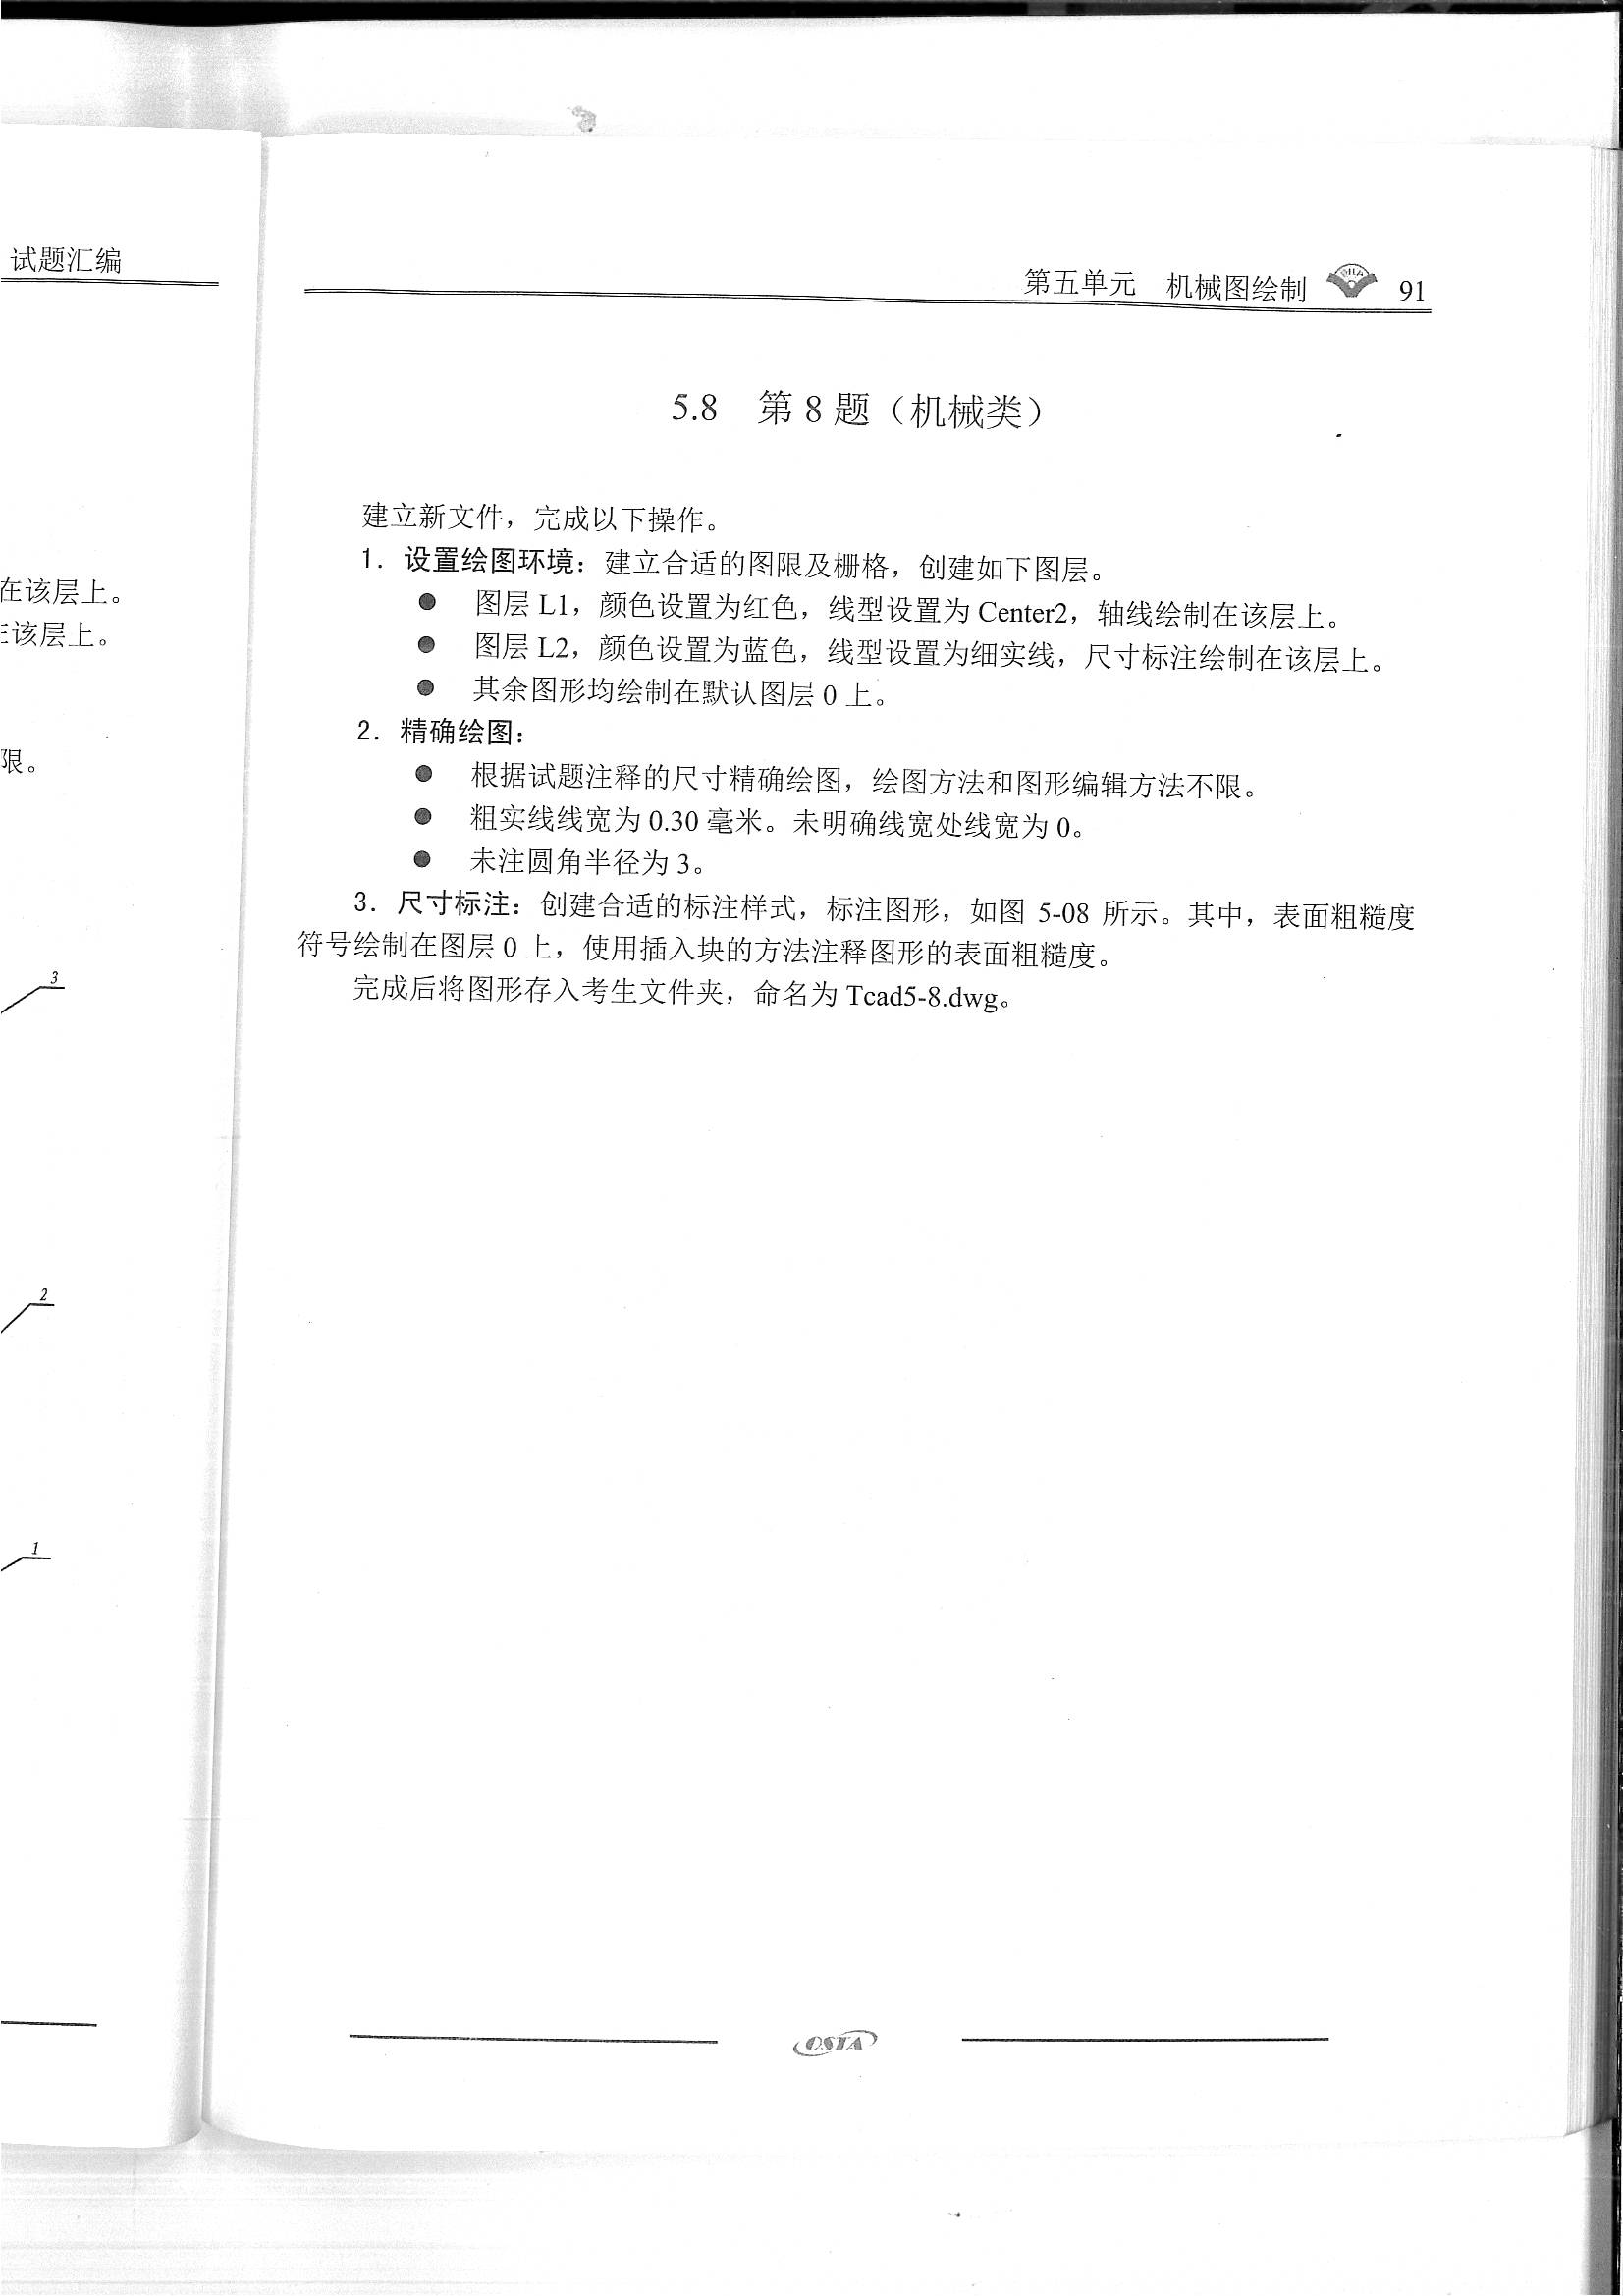 试题汇编
在该层上。
该层上。
限。
3
2
1
第五单元 机械图绘制 91
5.8 第 8 题（机械类）
建立新文件，完成以下操作。
1．设置绘图环境：建立合适的图限及栅格，创建如下图层。
● 图层 L1，颜色设置为红色，线型设置为 Center2，轴线绘制在该层上。
● 图层 L2，颜色设置为蓝色，线型设置为细实线，尺寸标注绘制在该层上。
● 其余图形均绘制在默认图层 0 上。
2．精确绘图：
● 根据试题注释的尺寸精确绘图，绘图方法和图形编辑方法不限。
● 粗实线线宽为 0.30 毫米。未明确线宽处线宽为 0。
● 未注圆角半径为 3。
3．尺寸标注：创建合适的标注样式，标注图形，如图 5-08 所示。其中，表面粗糙度
符号绘制在图层 0 上，使用插入块的方法注释图形的表面粗糙度。
完成后将图形存入考生文件夹，命名为 Tcad5-8.dwg。
OSTA